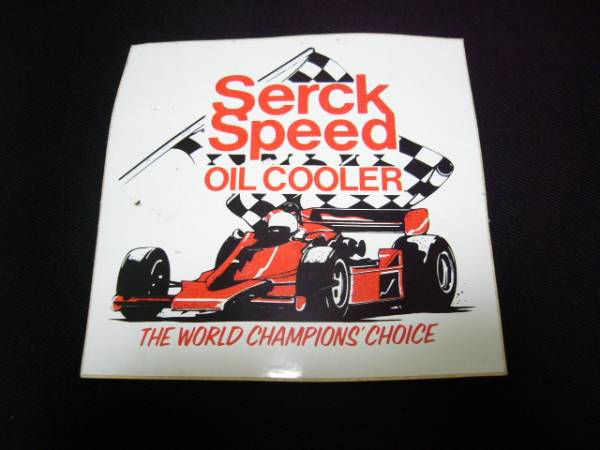 Serck
Speed
OIL COOLER
THE WORLD CHAMPIONS' CHOICE